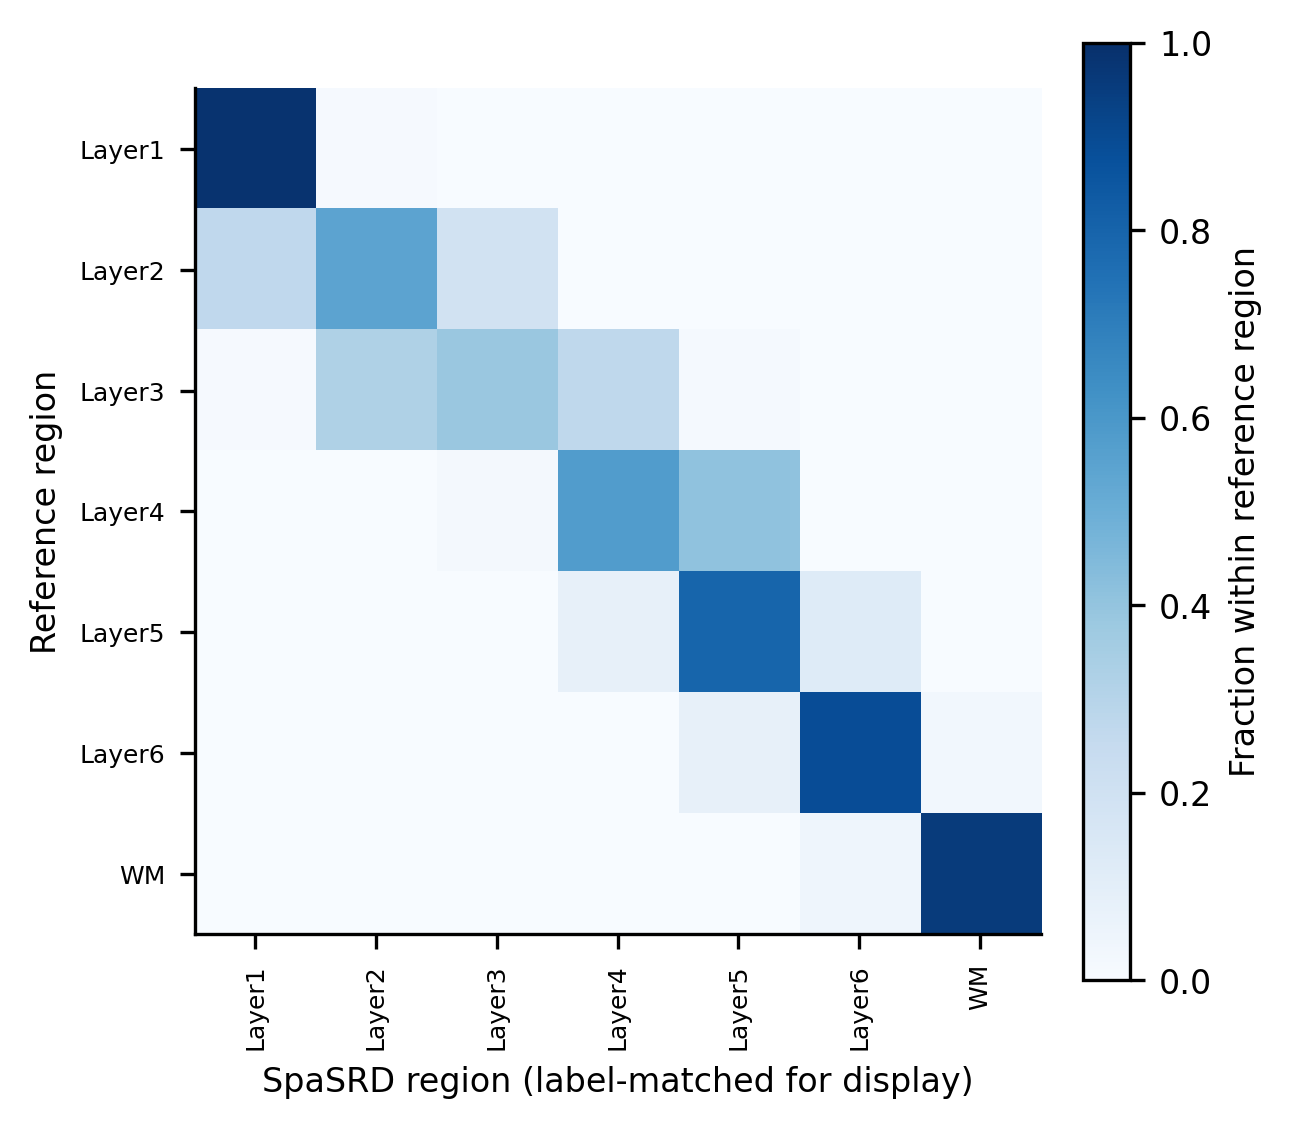 Reference region
Layer1
Layer2
Layer3
Layer4
Layer5
Layer6
WM
Layer1
Layer2
Layer3
Layer4
Layer5
Layer6
WM
SpaSRD region (label-matched for display)
1.0
0.8
0.6
0.4
0.2
0.0
Fraction within reference region